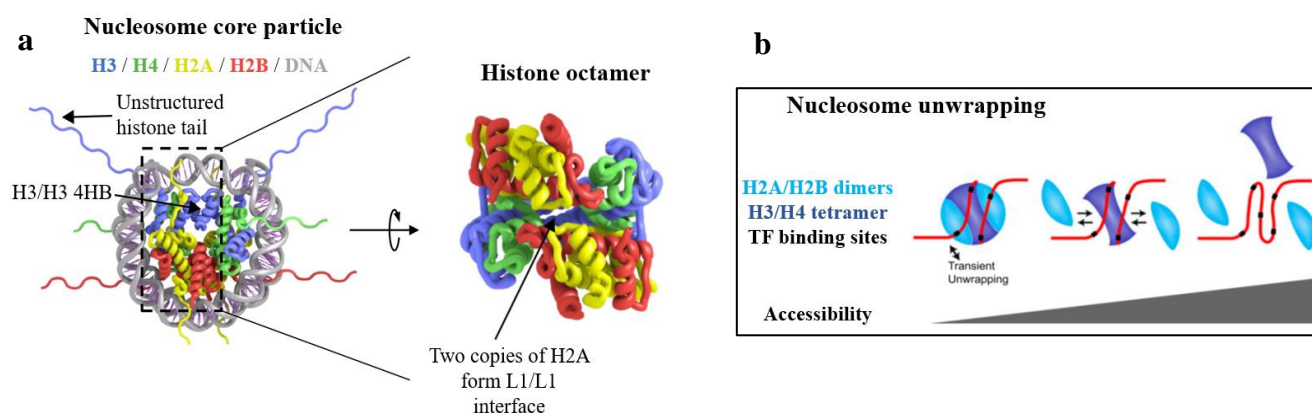 a
Nucleosome core particle
H3 / H4 / H2A / H2B / DNA
Unstructured
histone tail
H3/H3 4HB
Histone octamer
Two copies of H2A
form L1/L1
interface
b
Nucleosome unwrapping
H2A/H2B dimers
H3/H4 tetramer
TF binding sites
Transient
Unwrapping
Accessibility